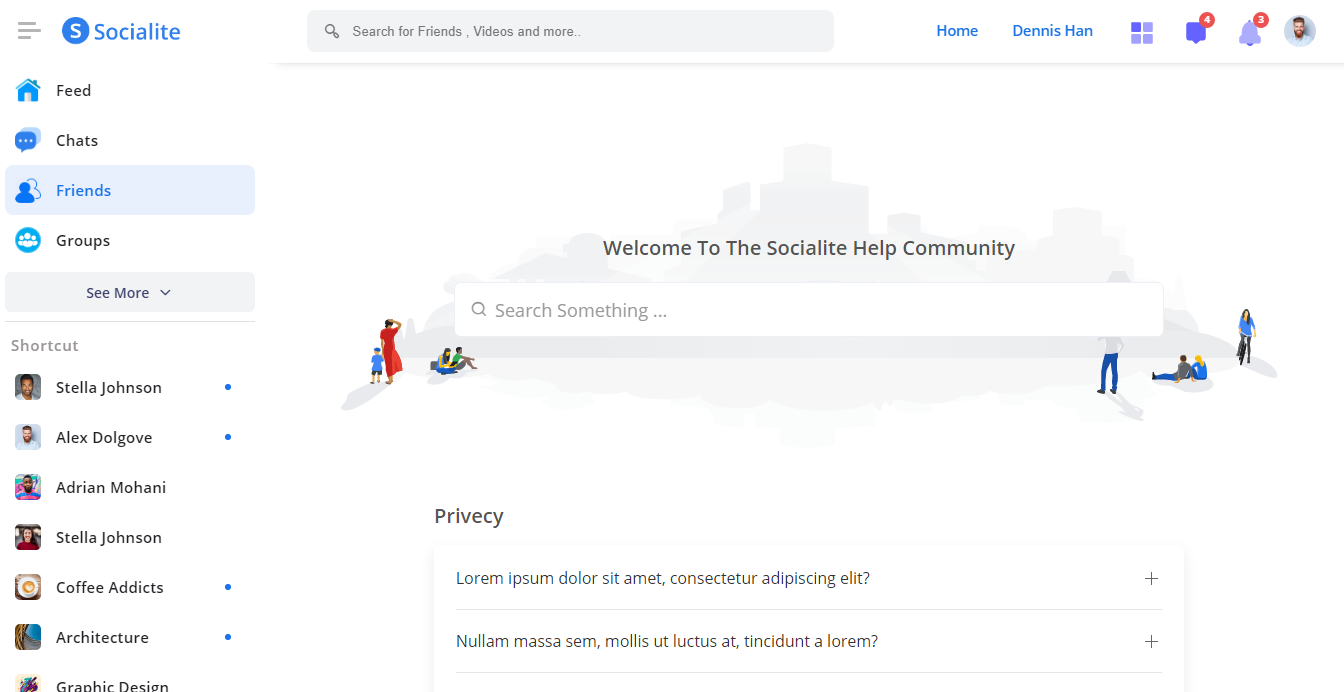 S Socialite
Search for Friends , Videos and more..
Home
Dennis Han
4
3
Feed
Chats
Friends
Groups
See More
Shortcut
Stella Johnson
Alex Dolgove
Adrian Mohani
Stella Johnson
Coffee Addicts
Architecture
Graphic Design
Welcome To The Socialite Help Community
Search Something ...
Privecy
Lorem ipsum dolor sit amet, consectetur adipiscing elit?
Nullam massa sem, mollis ut luctus at, tincidunt a lorem?